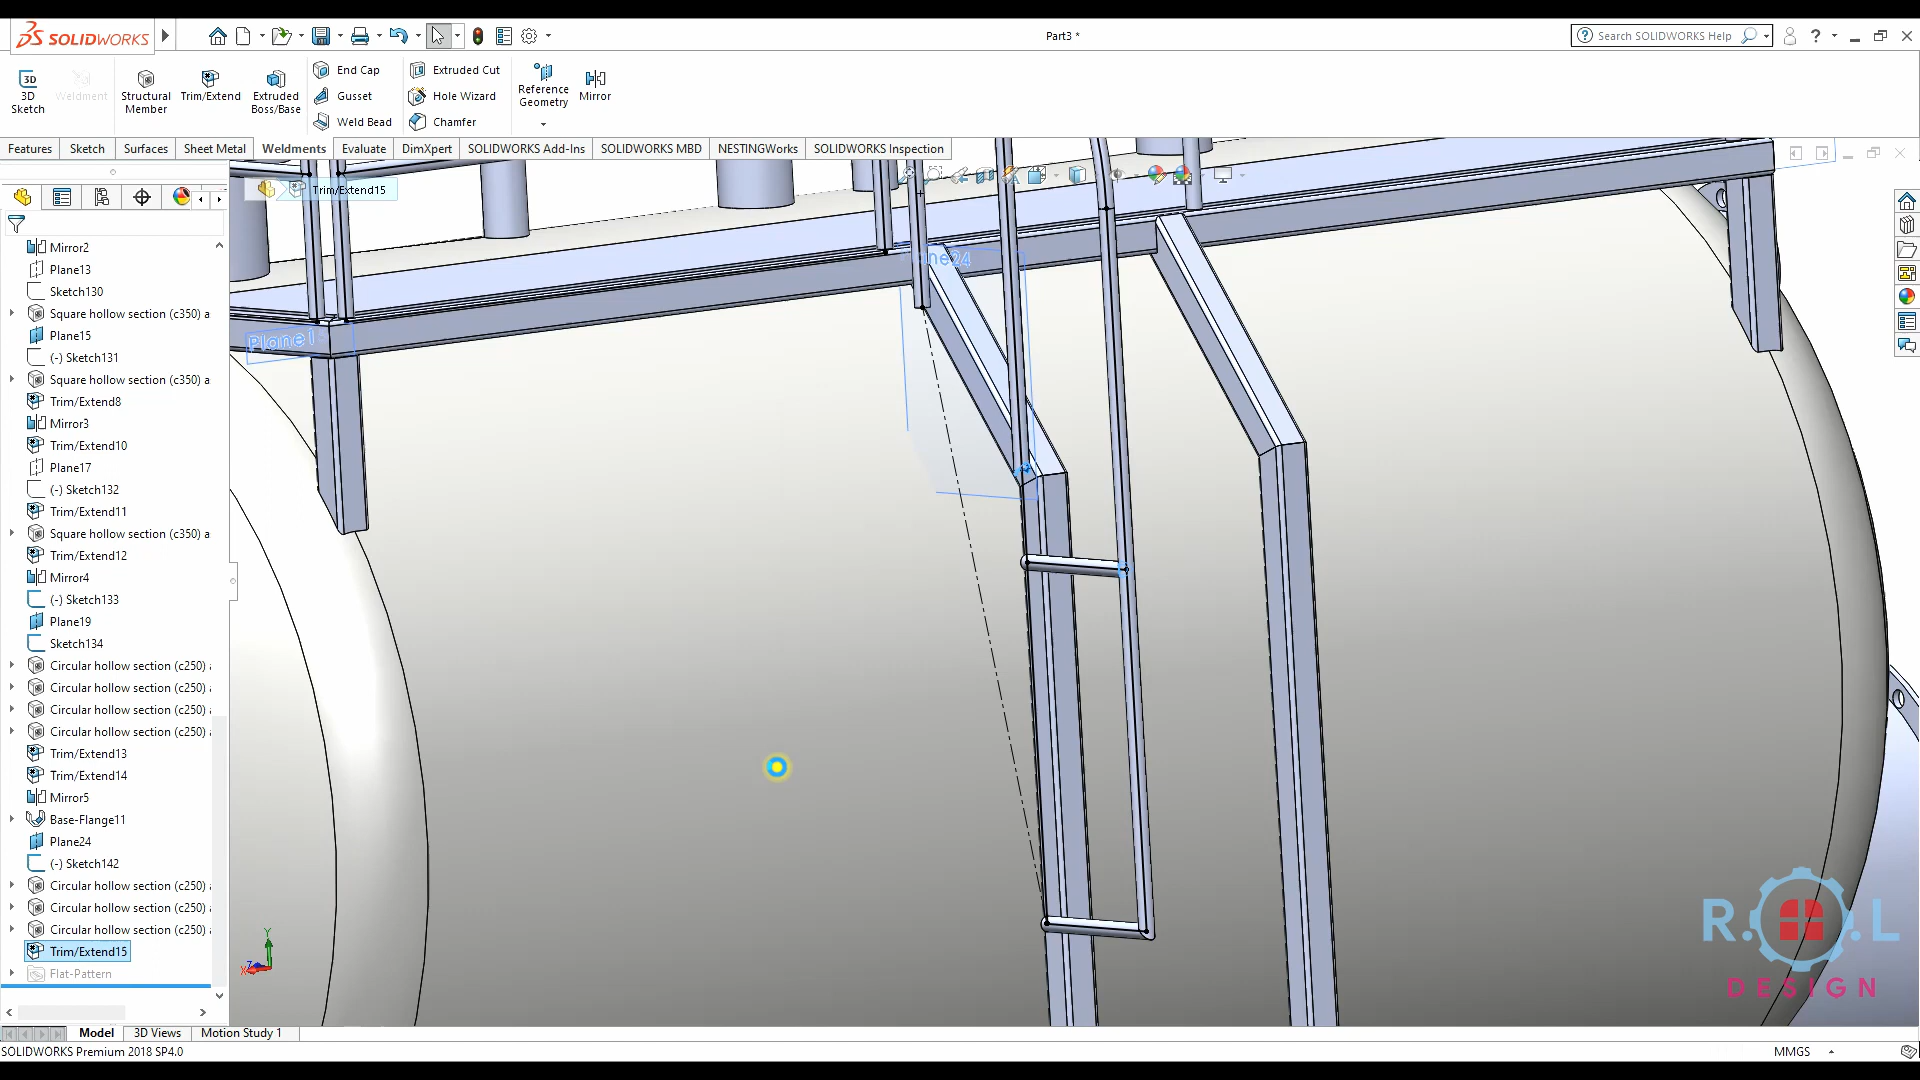 SOLIDWORKS
Part3 *
Search SOLIDWORKS Help
3D Sketch
Weldment
Structural Member
Trim/Extend
Extruded Boss/Base
End Cap
Gusset
Weld Bead
Extruded Cut
Hole Wizard
Chamfer
Reference Geometry
Mirror
Features
Sketch
Surfaces
Sheet Metal
Weldments
Evaluate
DimXpert
SOLIDWORKS Add-Ins
SOLIDWORKS MBD
NESTINGWorks
SOLIDWORKS Inspection
Trim/Extend15
Mirror2
Plane13
Sketch130
Square hollow section (c350) a
Plane15
(-) Sketch131
Square hollow section (c350) a
Trim/Extend8
Mirror3
Trim/Extend10
Plane17
(-) Sketch132
Trim/Extend11
Square hollow section (c350) a
Trim/Extend12
Mirror4
(-) Sketch133
Plane19
Sketch134
Circular hollow section (c250)
Circular hollow section (c250)
Circular hollow section (c250)
Circular hollow section (c250)
Trim/Extend13
Trim/Extend14
Mirror5
Base-Flange11
Plane24
(-) Sketch142
Circular hollow section (c250)
Circular hollow section (c250)
Circular hollow section (c250)
Trim/Extend15
Flat-Pattern
Y
X
Z
R. .L
DESIGN
Model
3D Views
Motion Study 1
SOLIDWORKS Premium 2018 SP4.0
MMGS